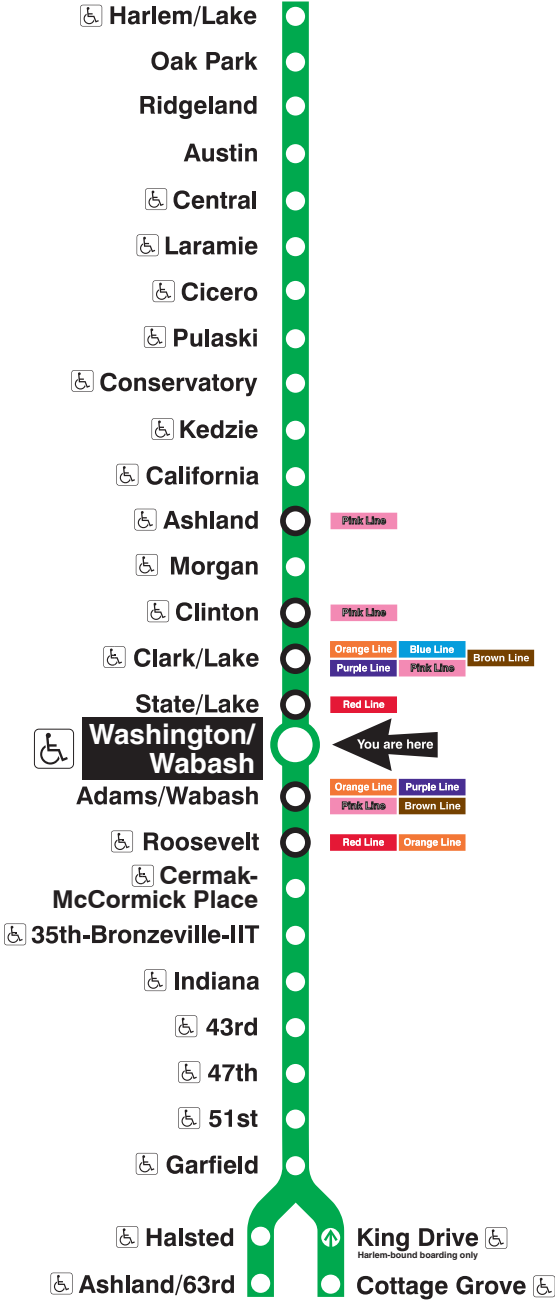 Harlem/Lake
Oak Park
Ridgeland
Austin
Central
Laramie
Cicero
Pulaski
Conservatory
Kedzie
California
Ashland
Pink Line
Morgan
Clinton
Pink Line
Clark/Lake
Orange Line Blue Line
Brown Line
Purple Line Pink Line
State/Lake
Red Line
Washington/
Wabash
You are here
Adams/Wabash
Orange Line Purple Line
Pink Line Brown Line
Roosevelt
Red Line Orange Line
Cermak-
McCormick Place
35th-Bronzeville-IIT
Indiana
43rd
47th
51st
Garfield
Halsted
King Drive
Harlem-bound boarding only
Ashland/63rd
Cottage Grove